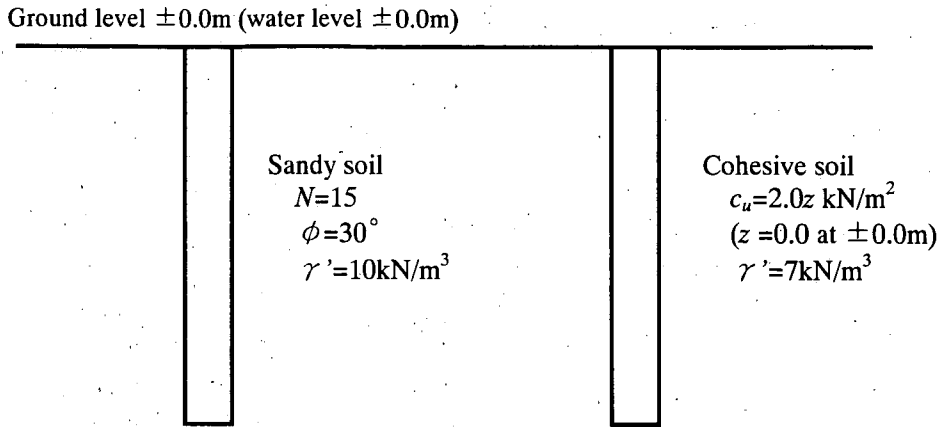 Ground level ±0.0m (water level ±0.0m)
Sandy soil
N=15
ϕ=30°
γ'=10kN/m³
Cohesive soil
cᵤ=2.0z kN/m²
(z =0.0 at ±0.0m)
γ'=7kN/m³